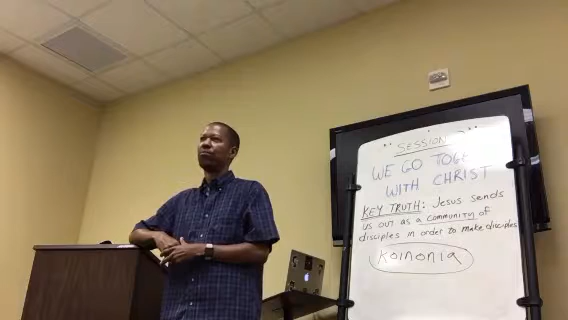 "SESSION
WE GO TOGE
WITH CHRIST
KEY TRUTH: Jesus sends
us out as a community of
disciples in order to make disciples
Koinonia